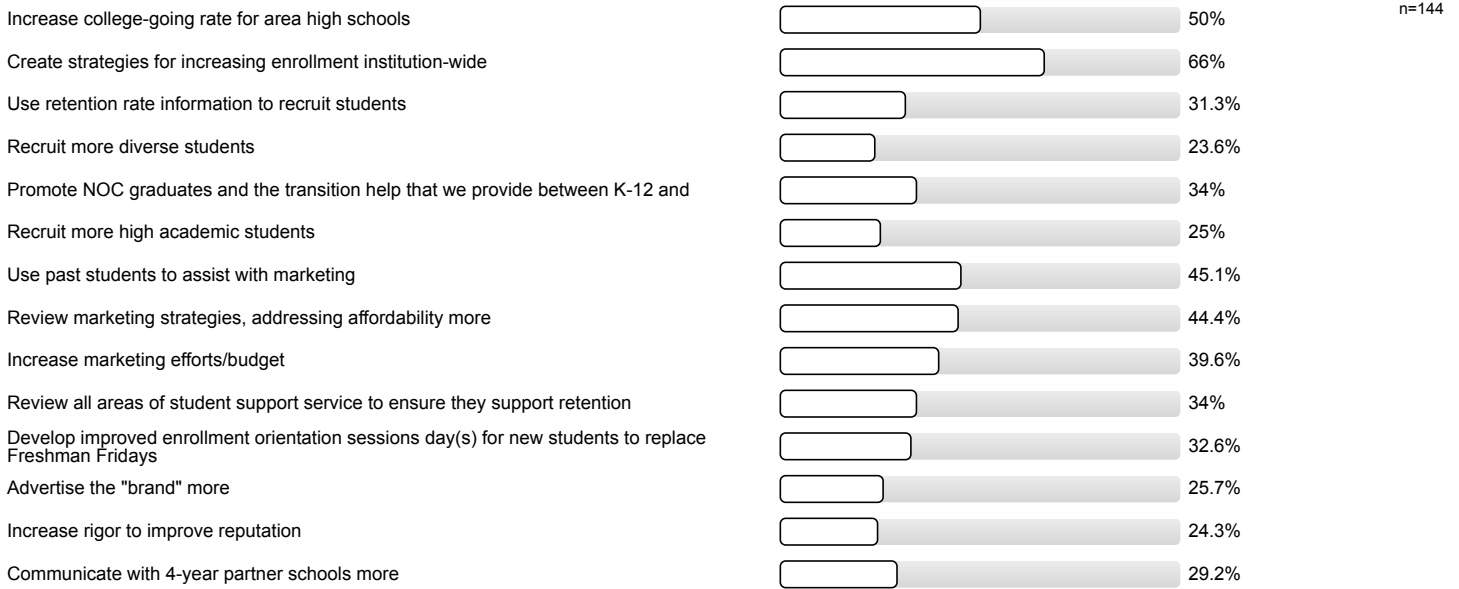 Increase college-going rate for area high schools 50% n=144
Create strategies for increasing enrollment institution-wide 66%
Use retention rate information to recruit students 31.3%
Recruit more diverse students 23.6%
Promote NOC graduates and the transition help that we provide between K-12 and 34%
Recruit more high academic students 25%
Use past students to assist with marketing 45.1%
Review marketing strategies, addressing affordability more 44.4%
Increase marketing efforts/budget 39.6%
Review all areas of student support service to ensure they support retention 34%
Develop improved enrollment orientation sessions day(s) for new students to replace
Freshman Fridays 32.6%
Advertise the "brand" more 25.7%
Increase rigor to improve reputation 24.3%
Communicate with 4-year partner schools more 29.2%